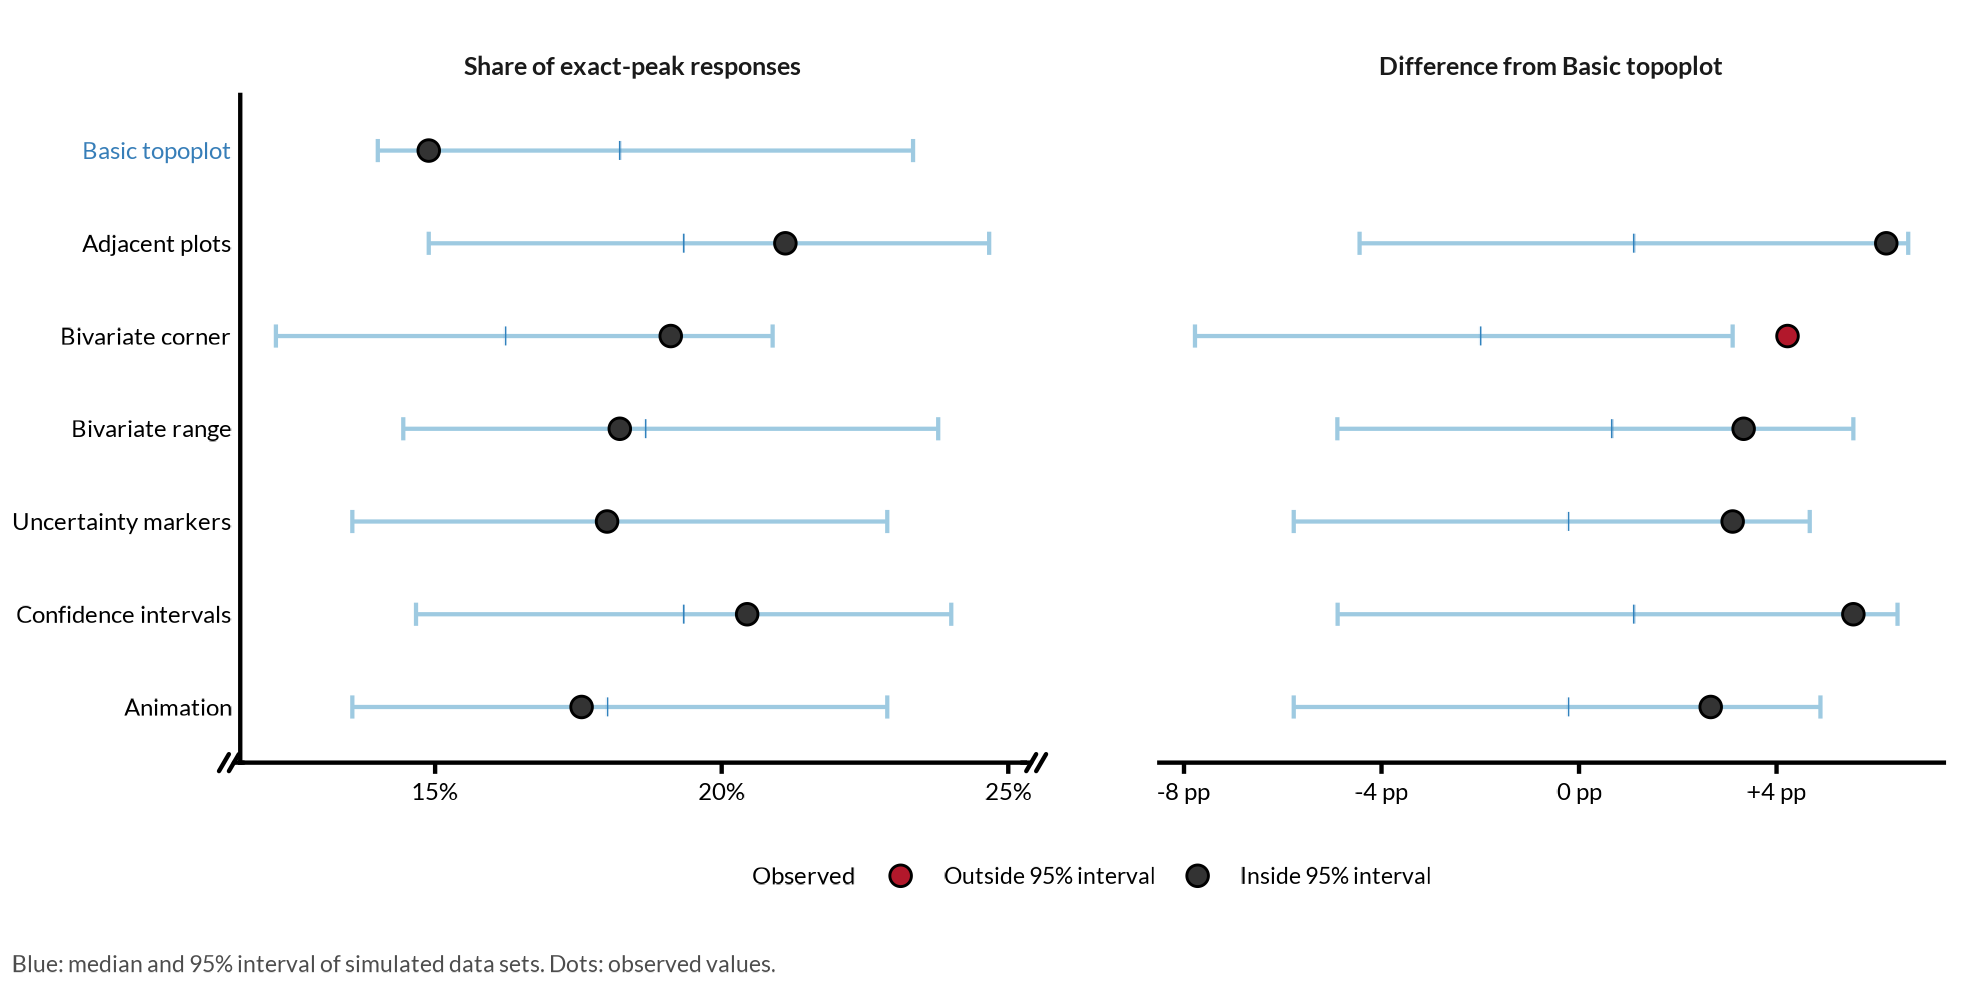 Share of exact-peak responses
Difference from Basic topoplot
Basic topoplot
Adjacent plots
Bivariate corner
Bivariate range
Uncertainty markers
Confidence intervals
Animation
15%
20%
25%
-8 pp
-4 pp
0 pp
+4 pp
Observed
Outside 95% interval
Inside 95% interval
Blue: median and 95% interval of simulated data sets. Dots: observed values.